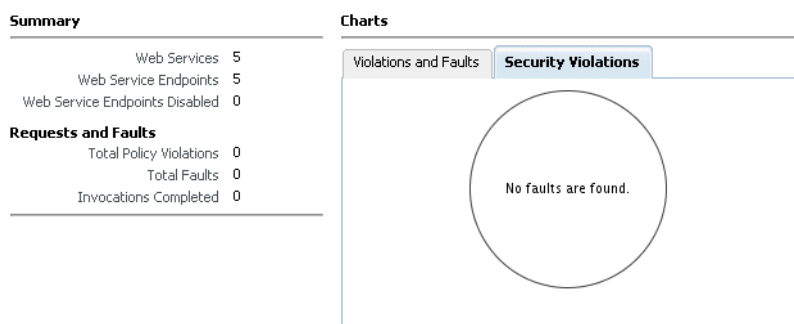 Summary
Web Services 5
Web Service Endpoints 5
Web Service Endpoints Disabled 0
Requests and Faults
Total Policy Violations 0
Total Faults 0
Invocations Completed 0
Charts
Violations and Faults Security Violations
No faults are found.